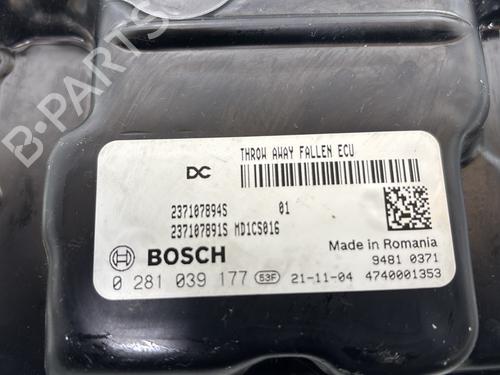 THROW AWAY FALLEN ECU
DC
237107894S 01
237107891S MD1CS016
BOSCH
Made in Romania
9481 0371
0 281 039 177 53F 21-11-04 4740001353
B-PARTS